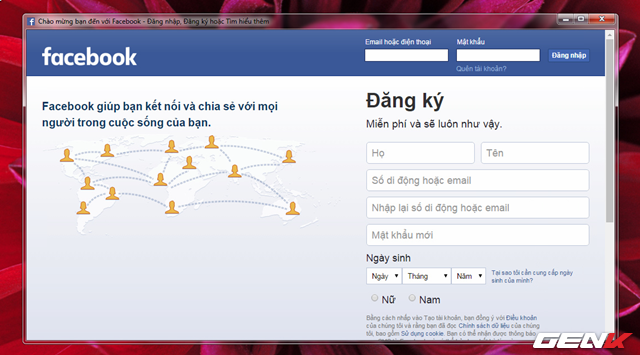 Chào mừng bạn đến với Facebook - Đăng nhập, Đăng ký hoặc Tìm hiểu thêm
facebook
Email hoặc điện thoại
Mật khẩu
Đăng nhập
Quên tài khoản?
Facebook giúp bạn kết nối và chia sẻ với mọi
người trong cuộc sống của bạn.
Đăng ký
Miễn phí và sẽ luôn như vậy.
Họ
Tên
Số di động hoặc email
Nhập lại số di động hoặc email
Mật khẩu mới
Ngày sinh
Ngày
Tháng
Năm
Tại sao tôi cần cung cấp ngày
sinh của mình?
Nữ
Nam
Bằng cách nhấp vào Tạo tài khoản, bạn đồng ý với Điều khoản
của chúng tôi và rằng bạn đã đọc Chính sách dữ liệu của chúng
tôi, bao gồm Sử dụng cookie. Bạn có thể nhận được thông báo
GENK